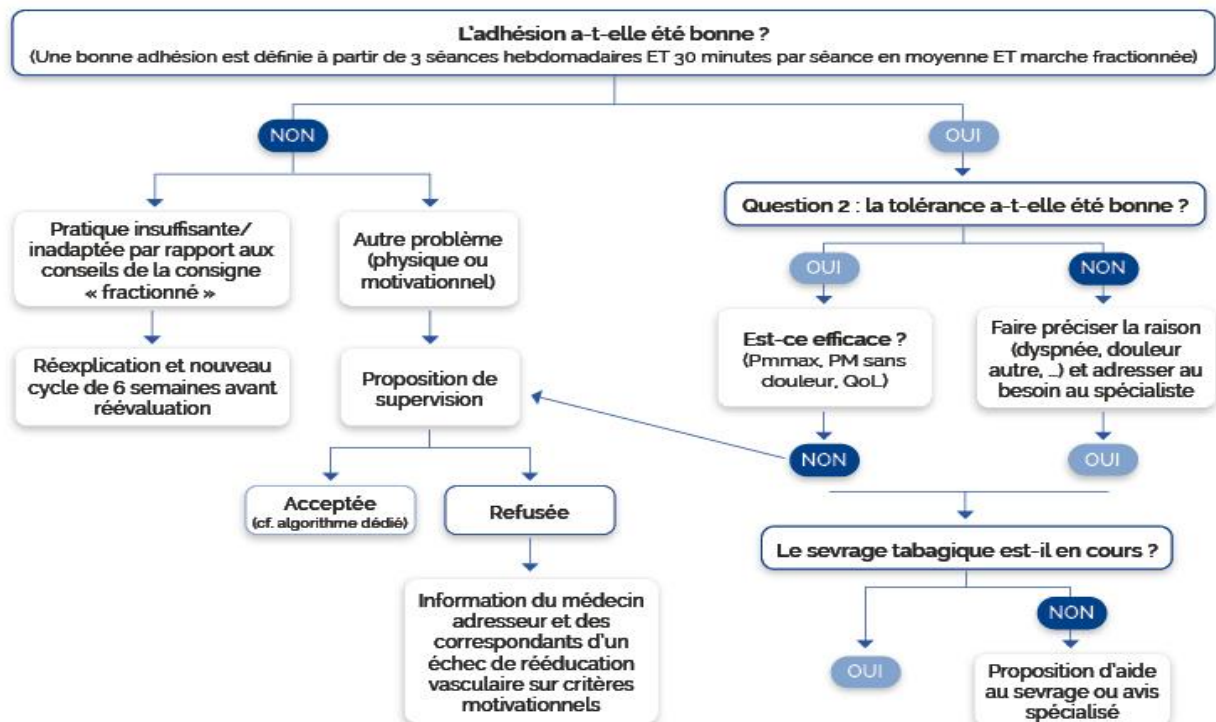 L'adhésion a-t-elle été bonne ?
(Une bonne adhésion est définie à partir de 3 séances hebdomadaires ET 30 minutes par séance en moyenne ET marche fractionnée)
NON
OUI
Pratique insuffisante/
inadaptée par rapport aux
conseils de la consigne
« fractionné »
Autre problème
(physique ou
motivationnel)
Question 2 : la tolérance a-t-elle été bonne ?
OUI
NON
Réexplication et nouveau
cycle de 6 semaines avant
réévaluation
Proposition de
supervision
Est-ce efficace ?
(Pmmax, PM sans
douleur, QoL)
Faire préciser la raison
(dyspnée, douleur
autre, ...) et adresser au
besoin au spécialiste
NON
OUI
Acceptée
(cf. algorithme dédié)
Refusée
Le sevrage tabagique est-il en cours ?
Information du médecin
adresseur et des
correspondants d'un
échec de rééducation
vasculaire sur critères
motivationnels
OUI
NON
Proposition d'aide
au sevrage ou avis
spécialisé